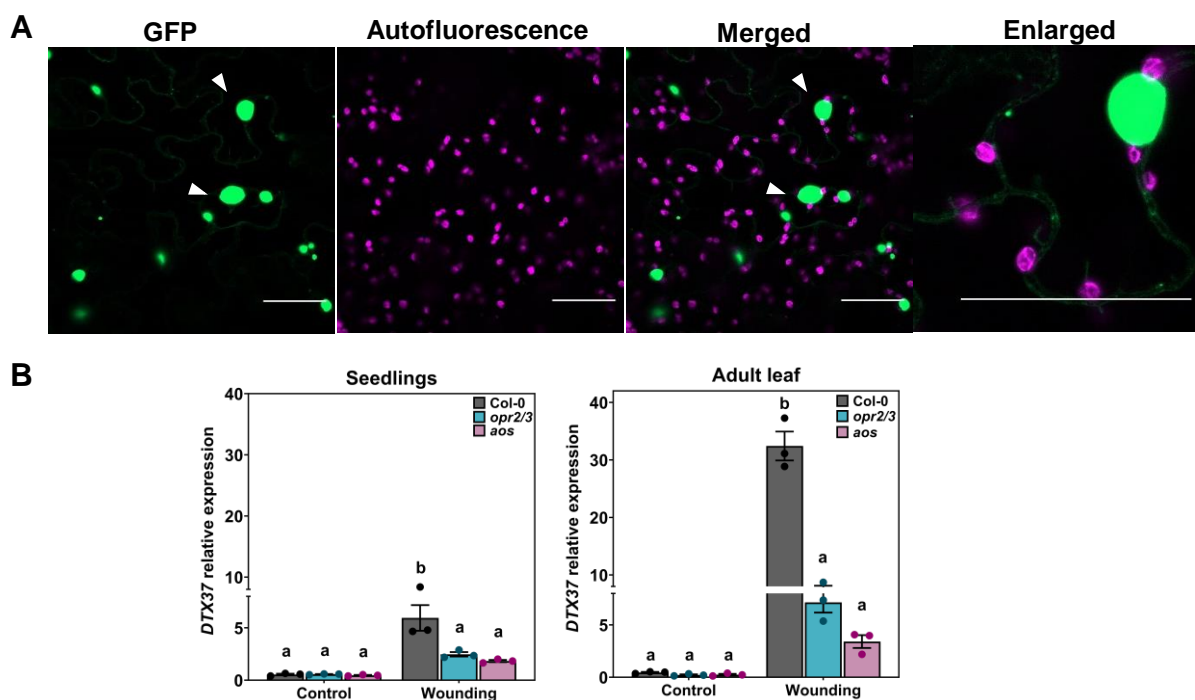 A
GFP
Autofluorescence
Merged
Enlarged
B
Seedlings
DTX37 relative expression
40
30
20
10
5
0
Col-0
opr2/3
aos
a
a
a
b
a
a
Control
Wounding
Adult leaf
DTX37 relative expression
40
30
20
10
5
0
Col-0
opr2/3
aos
a
a
a
b
a
a
Control
Wounding